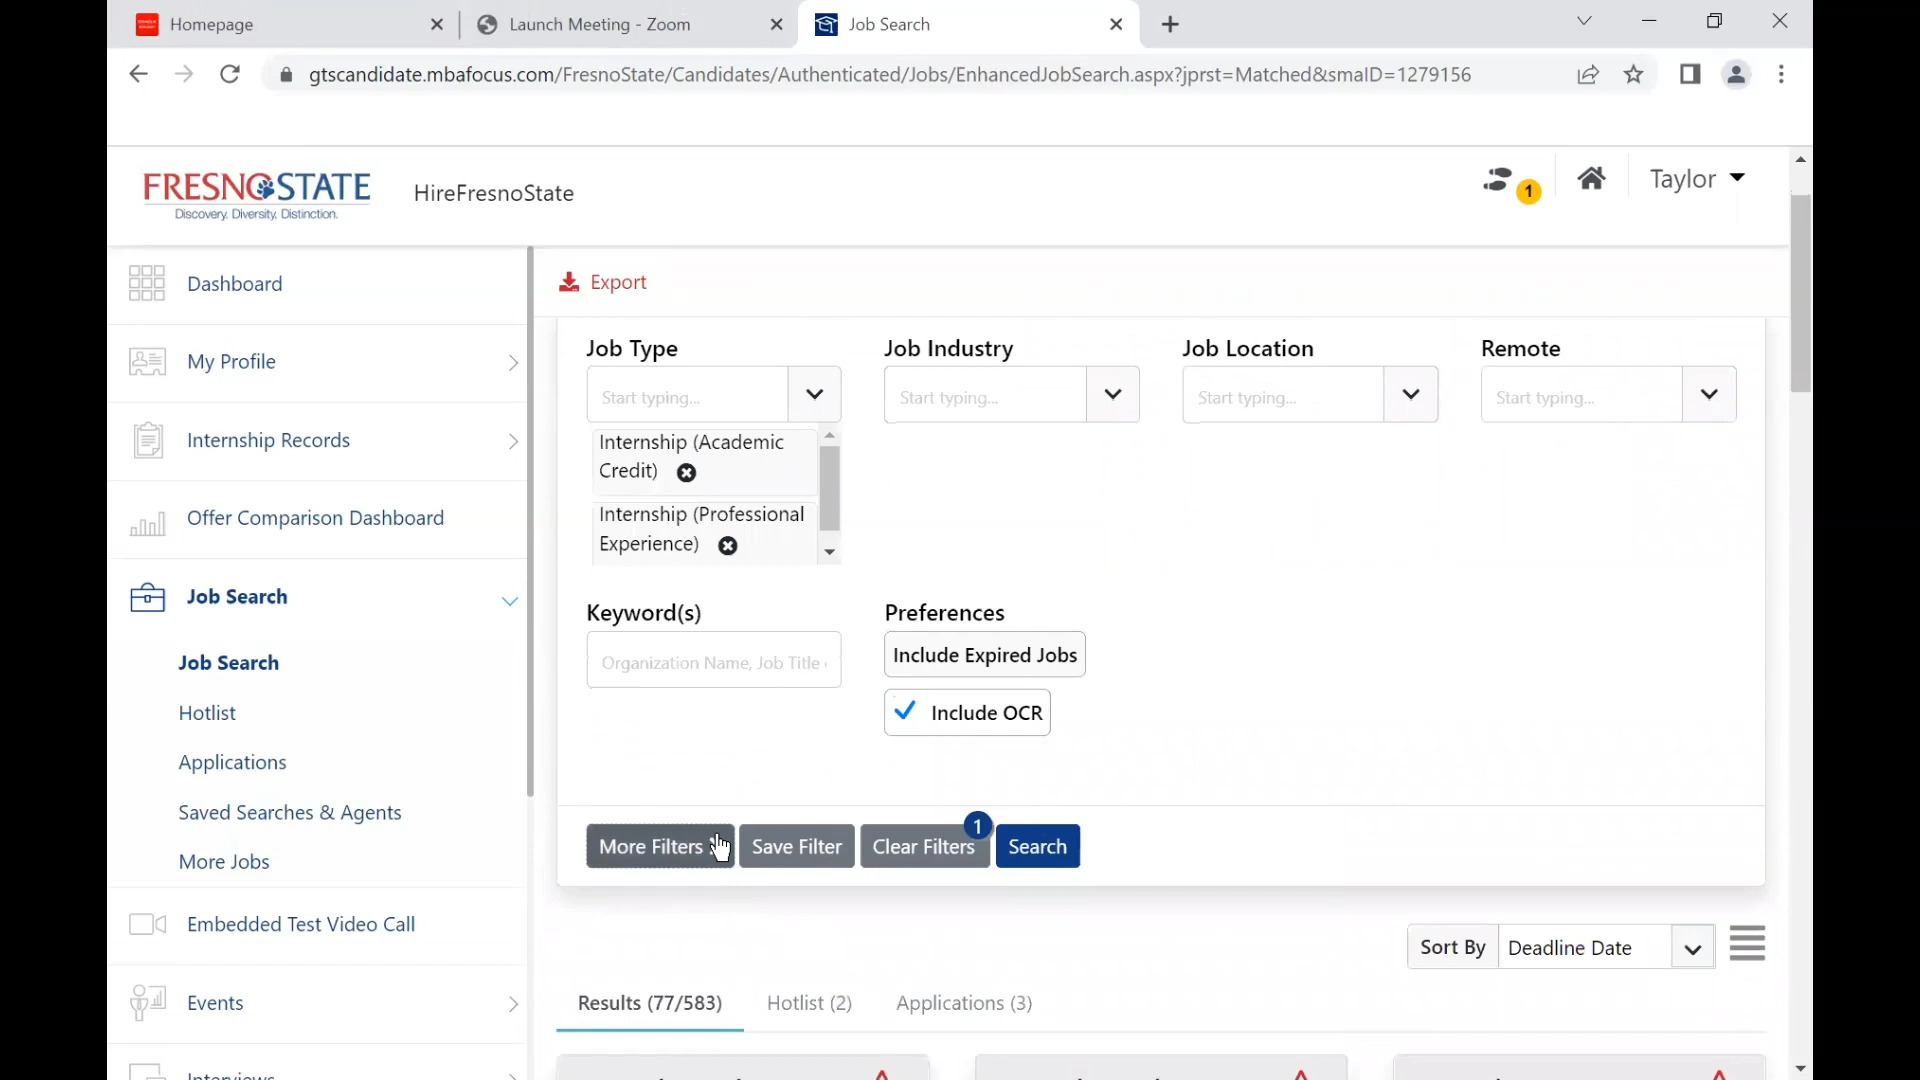 Homepage
Launch Meeting - Zoom
Job Search
gtscandidate.mbafocus.com/FresnoState/Candidates/Authenticated/Jobs/EnhancedJobSearch.aspx?jprst=Matched&smaID=1279156
FRESNO STATE
Discovery. Diversity. Distinction.
HireFresnoState
1
Taylor
Dashboard
My Profile
Internship Records
Offer Comparison Dashboard
Job Search
Job Search
Hotlist
Applications
Saved Searches & Agents
More Jobs
Embedded Test Video Call
Events
Interviews
Export
Job Type
Job Industry
Job Location
Remote
Start typing...
Start typing...
Start typing...
Start typing...
Internship (Academic
Credit)
Internship (Professional
Experience)
Keyword(s)
Preferences
Organization Name, Job Title
Include Expired Jobs
Include OCR
More Filters
Save Filter
Clear Filters
1
Search
Sort By
Deadline Date
Results (77/583)
Hotlist (2)
Applications (3)